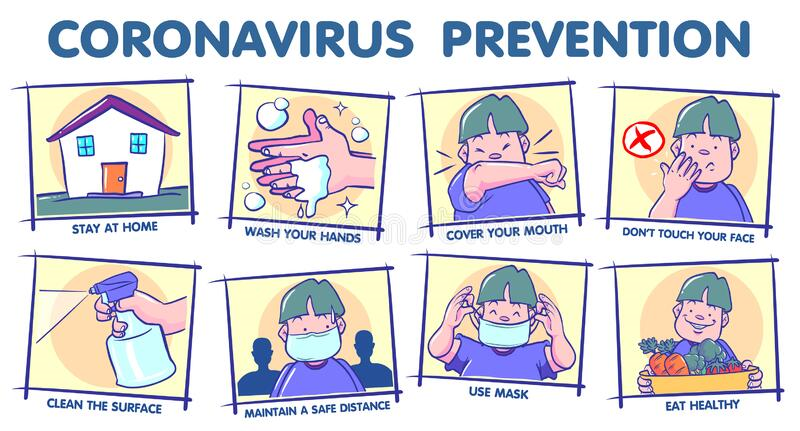 CORONAVIRUS PREVENTION
STAY AT HOME
WASH YOUR HANDS
COVER YOUR MOUTH
DON'T TOUCH YOUR FACE
CLEAN THE SURFACE
MAINTAIN A SAFE DISTANCE
USE MASK
EAT HEALTHY